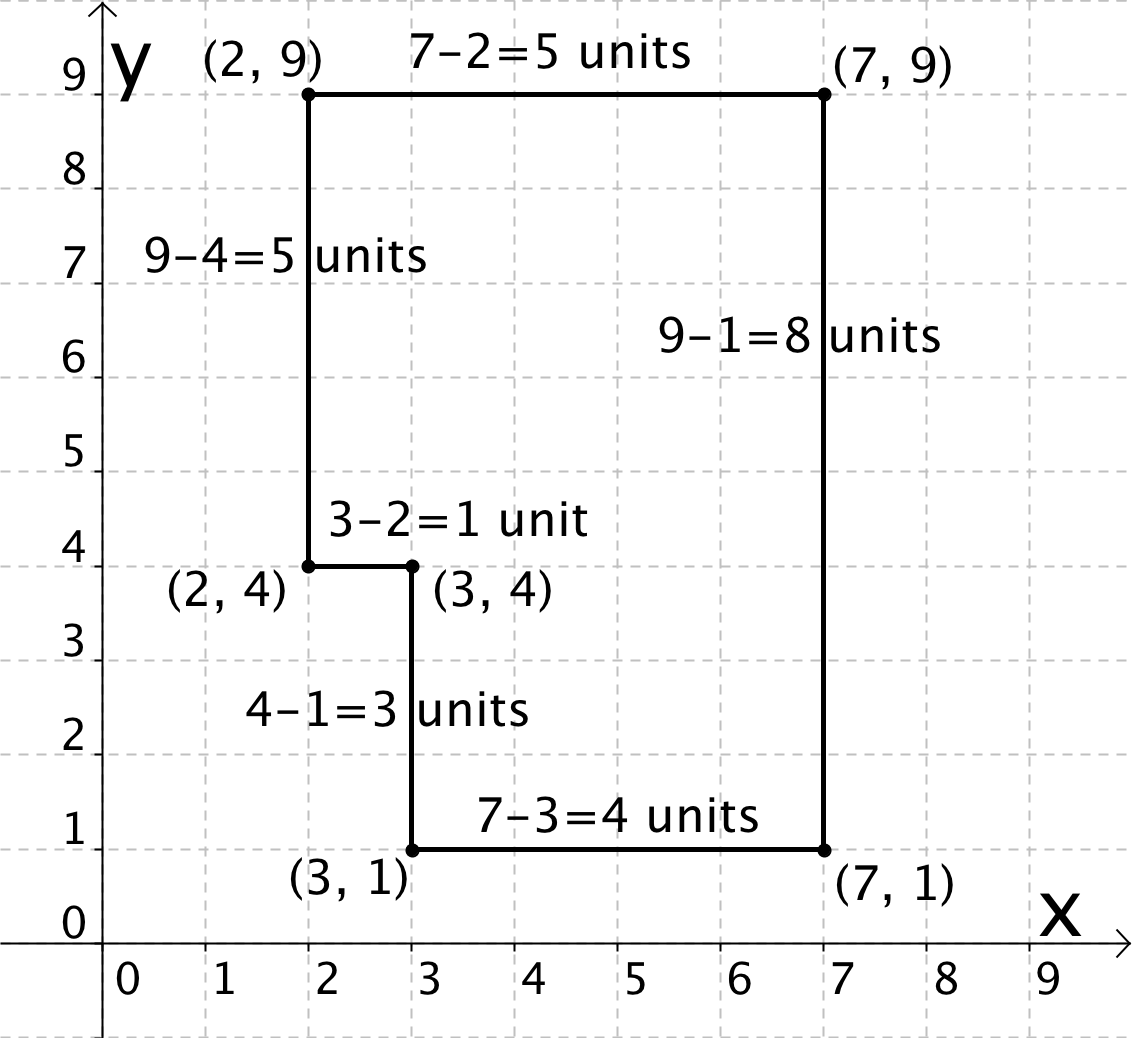 y
(2, 9)
7–2=5 units
(7, 9)
9
8
9–4=5 units
7
9–1=8 units
6
5
3–2=1 unit
4
(2, 4)
(3, 4)
3
4–1=3 units
2
7–3=4 units
1
(3, 1)
(7, 1)
x
0
0 1 2 3 4 5 6 7 8 9